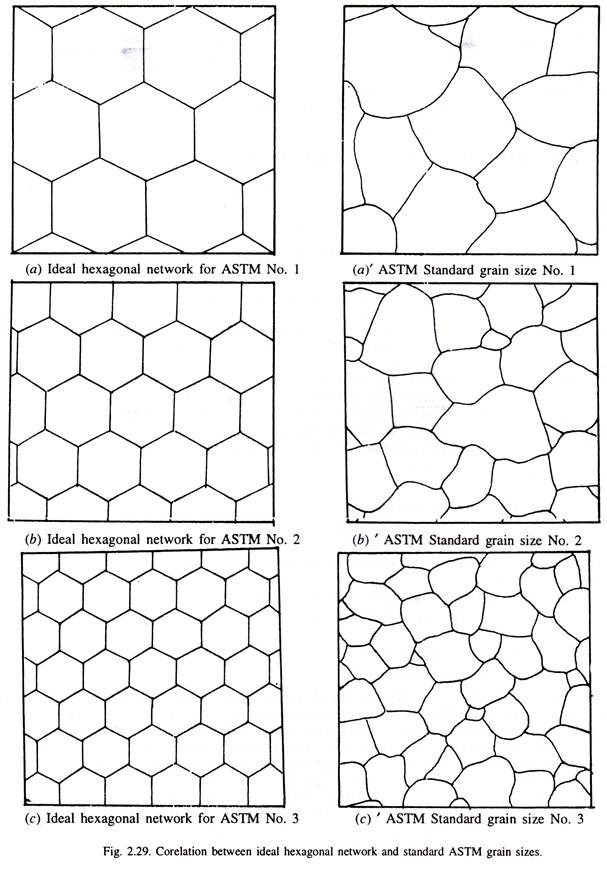 (a) Ideal hexagonal network for ASTM No. 1
(a)′ ASTM Standard grain size No. 1
(b) Ideal hexagonal network for ASTM No. 2
(b) ′ ASTM Standard grain size No. 2
(c) Ideal hexagonal network for ASTM No. 3
(c) ′ ASTM Standard grain size No. 3
Fig. 2.29. Corelation between ideal hexagonal network and standard ASTM grain sizes.